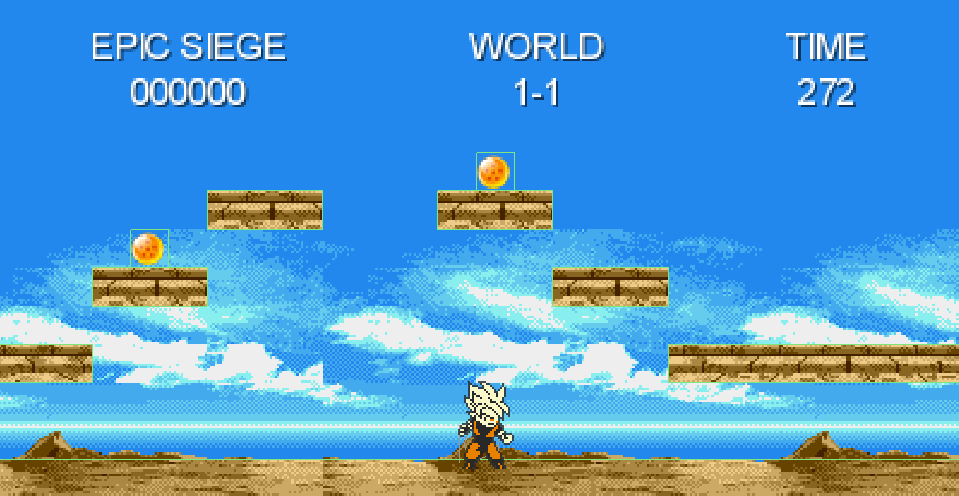 EPIC SIEGE
000000
WORLD
1-1
TIME
272